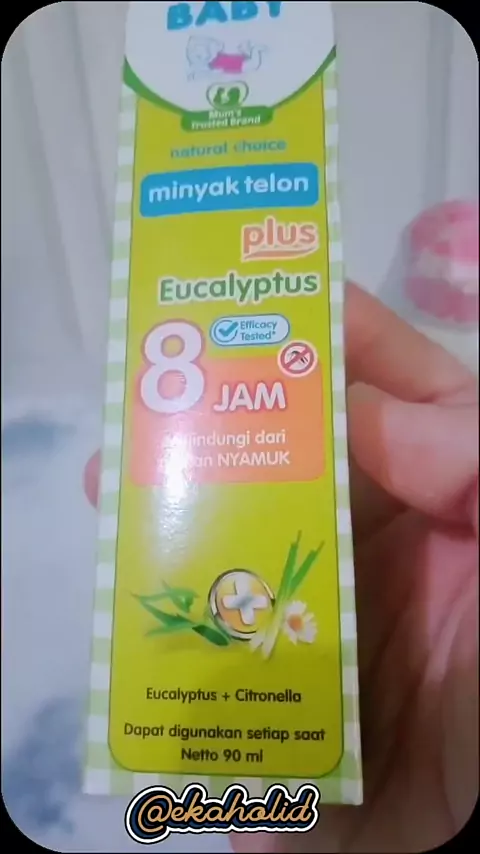 BABY
Mum's
Trusted Brand
natural choice
minyak telon
plus
Eucalyptus
Efficacy
Tested*
8
JAM
dari
NYAMUK
Eucalyptus + Citronella
Dapat digunakan setiap saat
Netto 90 ml
@ekaholid